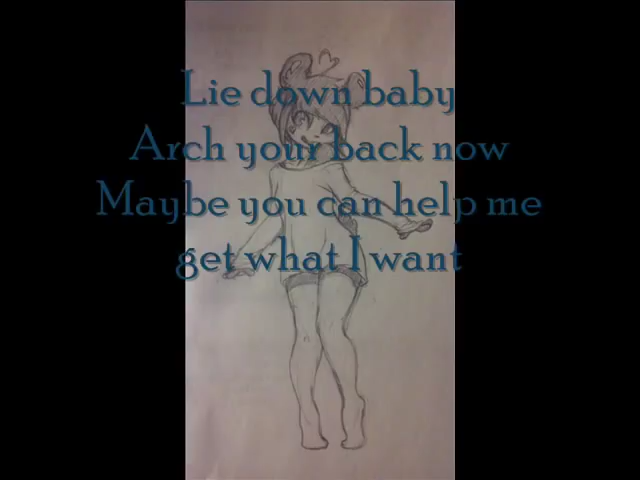 Lie down baby
Arch your back now
Maybe you can help me
get what I want